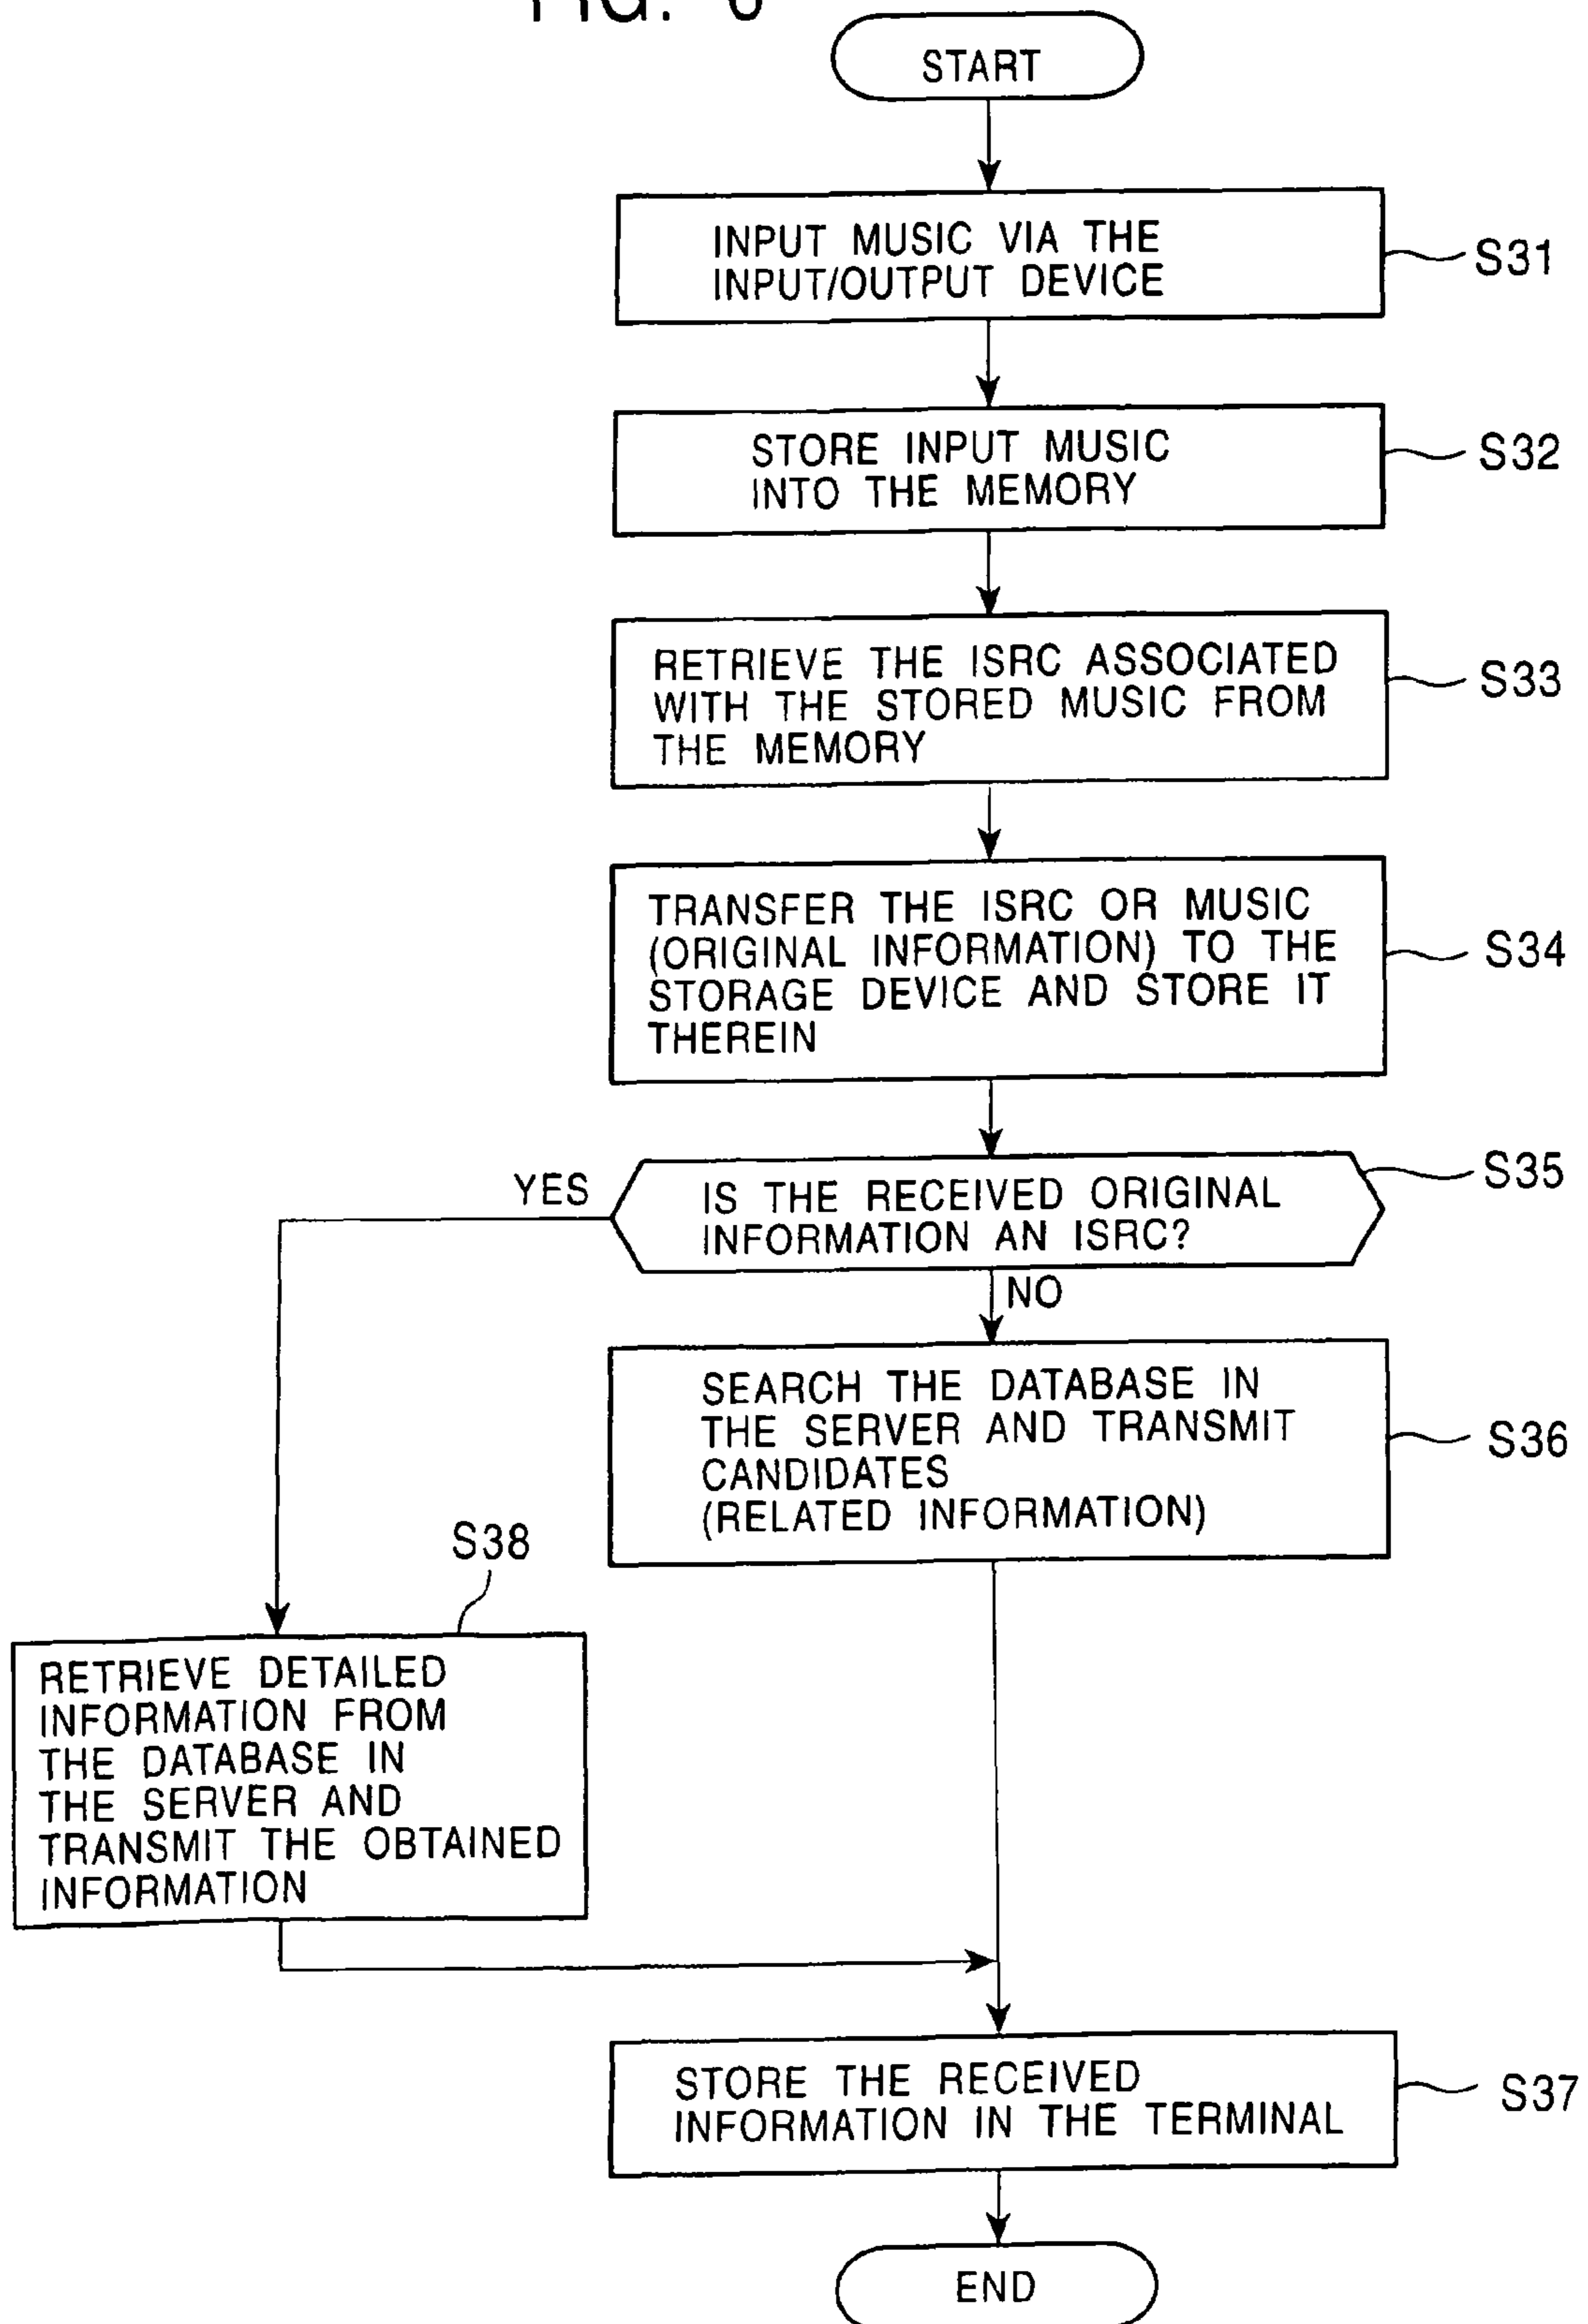 START
INPUT MUSIC VIA THE
INPUT/OUTPUT DEVICE
S31
STORE INPUT MUSIC
INTO THE MEMORY
S32
RETRIEVE THE ISRC ASSOCIATED
WITH THE STORED MUSIC FROM
THE MEMORY
S33
TRANSFER THE ISRC OR MUSIC
(ORIGINAL INFORMATION) TO THE
STORAGE DEVICE AND STORE IT
THEREIN
S34
YES
IS THE RECEIVED ORIGINAL
INFORMATION AN ISRC?
S35
NO
SEARCH THE DATABASE IN
THE SERVER AND TRANSMIT
CANDIDATES
(RELATED INFORMATION)
S36
S38
RETRIEVE DETAILED
INFORMATION FROM
THE DATABASE IN
THE SERVER AND
TRANSMIT THE OBTAINED
INFORMATION
STORE THE RECEIVED
INFORMATION IN THE TERMINAL
S37
END